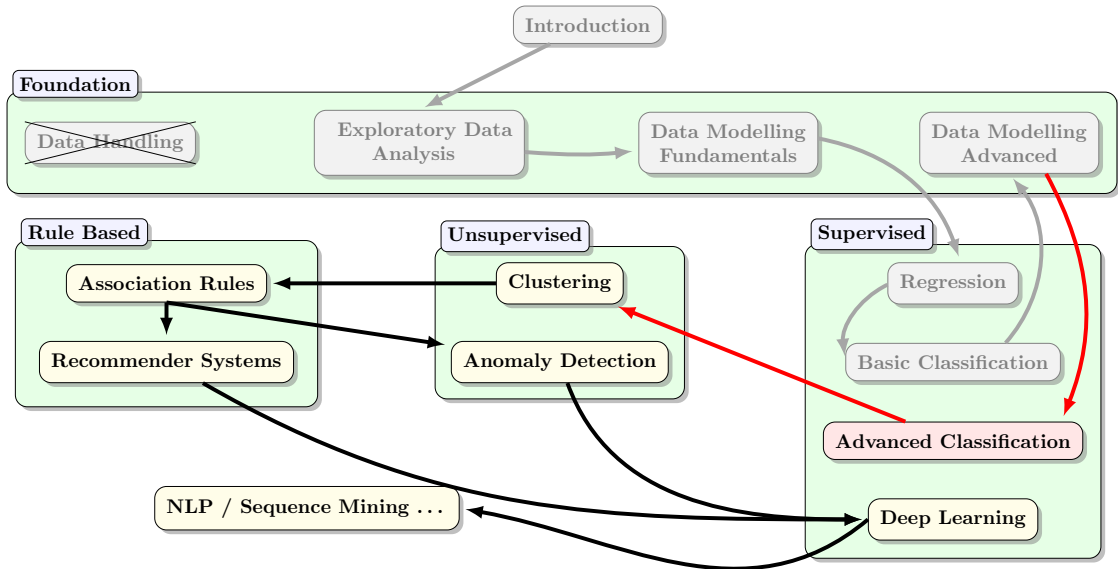 Introduction
Foundation
Data Handling
Exploratory Data
Analysis
Data Modelling
Fundamentals
Data Modelling
Advanced
Rule Based
Association Rules
Recommender Systems
Unsupervised
Clustering
Anomaly Detection
Supervised
Regression
Basic Classification
Advanced Classification
Deep Learning
NLP / Sequence Mining ...